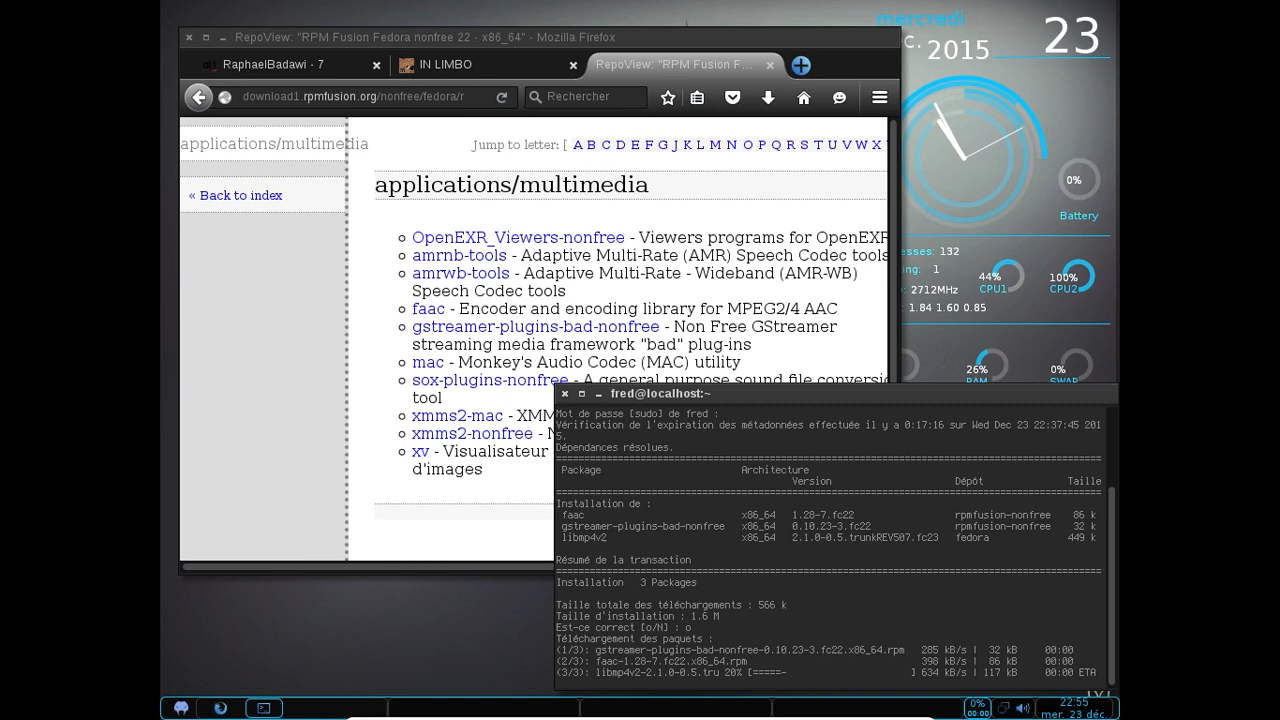 mercredi
23
c. 2015
RepoView: "RPM Fusion Fedora nonfree 22 - x86_64" - Mozilla Firefox
RaphaelBadawi - 7
IN LIMBO
RepoView: "RPM Fusion F...
download1.rpmfusion.org/nonfree/fedora/r
Rechercher
applications/multimedia
« Back to index
Jump to letter: [ A B C D E F G J K L M N O P Q R S T U V W X
applications/multimedia
OpenEXR_Viewers-nonfree - Viewers programs for OpenEXR
amrnb-tools - Adaptive Multi-Rate (AMR) Speech Codec tools
amrwb-tools - Adaptive Multi-Rate - Wideband (AMR-WB)
Speech Codec tools
faac - Encoder and encoding library for MPEG2/4 AAC
gstreamer-plugins-bad-nonfree - Non Free GStreamer
streaming media framework "bad" plug-ins
mac - Monkey's Audio Codec (MAC) utility
sox-plugins-nonfree - A general purpose sound file conversio
tool
xmms2-mac - XMM
xmms2-nonfree - N
xv - Visualisateur
d'images
0%
Battery
esses: 132
ng: 1
: 2712MHz
: 1.84 1.60 0.85
44%
CPU1
100%
CPU2
26%
RAM
0%
SWAP
fred@localhost:~
Mot de passe [sudo] de fred :
Vérification de l'expiration des métadonnées effectuée il y a 0:17:16 sur Wed Dec 23 22:37:45 201
5.
Dépendances résolues.
================================================================================
Package Architecture
Version Dépôt Taille
================================================================================
Installation de :
faac x86_64 1.28-7.fc22 rpmfusion-nonfree 86 k
gstreamer-plugins-bad-nonfree x86_64 0.10.23-3.fc22 rpmfusion-nonfree 32 k
libmp4v2 x86_64 2.1.0-0.5.trunkREV507.fc23 fedora 449 k
Résumé de la transaction
================================================================================
Installation 3 Packages
Taille totale des téléchargements : 566 k
Taille d'installation : 1.6 M
Est-ce correct [o/N] : o
Téléchargement des paquets :
(1/3): gstreamer-plugins-bad-nonfree-0.10.23-3.fc22.x86_64.rpm 285 kB/s | 32 kB 00:00
(2/3): faac-1.28-7.fc22.x86_64.rpm 398 kB/s | 86 kB 00:00
(3/3): libmp4v2-2.1.0-0.5.tru 20% [=====- ] 634 kB/s | 117 kB 00:00 ETA
0%
00:00
22:55
mer. 23 déc.